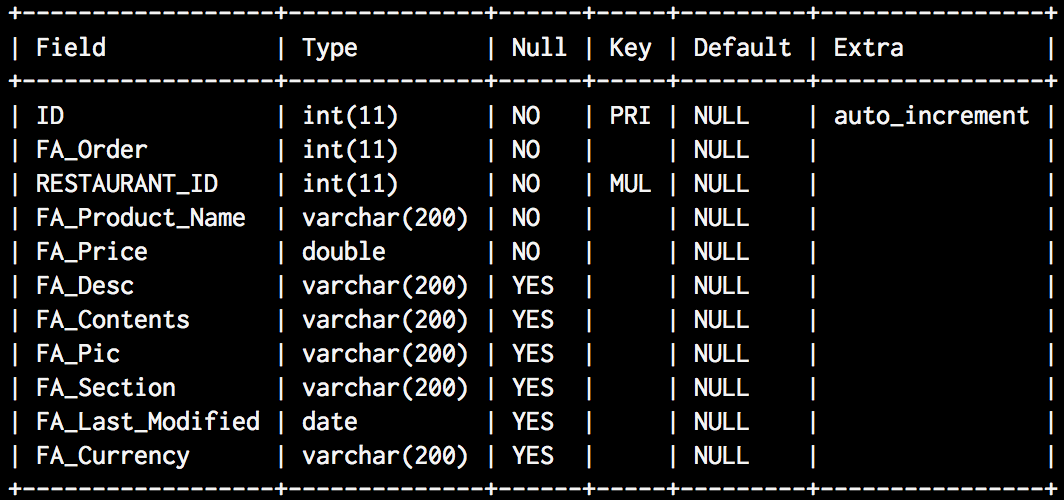 +------------------+--------------+------+-----+---------+----------------+
| Field            | Type         | Null | Key | Default | Extra          |
+------------------+--------------+------+-----+---------+----------------+
| ID               | int(11)      | NO   | PRI | NULL    | auto_increment |
| FA_Order         | int(11)      | NO   |     | NULL    |                |
| RESTAURANT_ID    | int(11)      | NO   | MUL | NULL    |                |
| FA_Product_Name  | varchar(200) | NO   |     | NULL    |                |
| FA_Price         | double       | NO   |     | NULL    |                |
| FA_Desc          | varchar(200) | YES  |     | NULL    |                |
| FA_Contents      | varchar(200) | YES  |     | NULL    |                |
| FA_Pic           | varchar(200) | YES  |     | NULL    |                |
| FA_Section       | varchar(200) | YES  |     | NULL    |                |
| FA_Last_Modified | date         | YES  |     | NULL    |                |
| FA_Currency      | varchar(200) | YES  |     | NULL    |                |
+------------------+--------------+------+-----+---------+----------------+